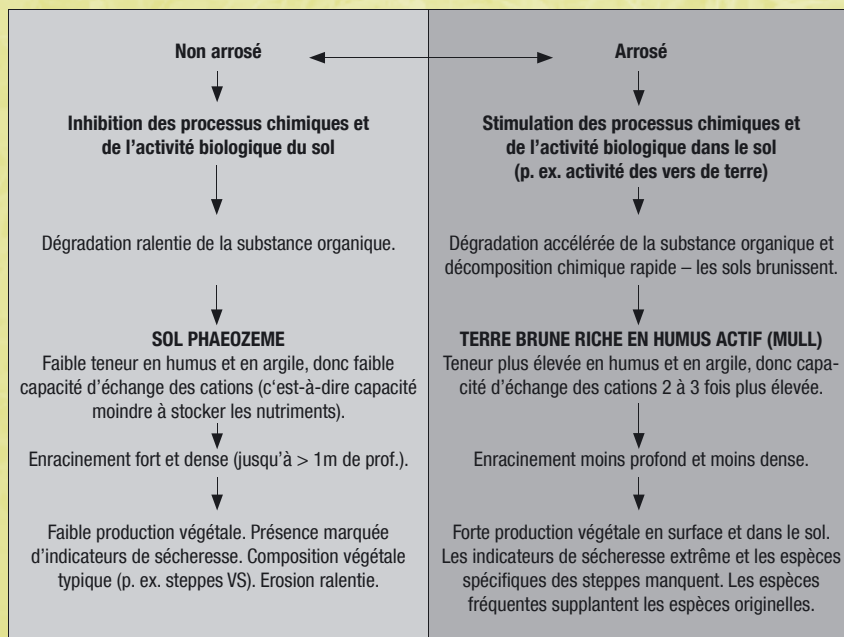 Non arrosé
Inhibition des processus chimiques et
de l'activité biologique du sol
Dégradation ralentie de la substance organique.
SOL PHAEOZEME
Faible teneur en humus et en argile, donc faible
capacité d'échange des cations (c'est-à-dire capacité
moindre à stocker les nutriments).
Enracinement fort et dense (jusqu'à > 1m de prof.).
Faible production végétale. Présence marquée
d'indicateurs de sécheresse. Composition végétale
typique (p. ex. steppes VS). Erosion ralentie.
Arrosé
Stimulation des processus chimiques et
de l'activité biologique dans le sol
(p. ex. activité des vers de terre)
Dégradation accélérée de la substance organique et
décomposition chimique rapide – les sols brunissent.
TERRE BRUNE RICHE EN HUMUS ACTIF (MULL)
Teneur plus élevée en humus et en argile, donc capa-
cité d'échange des cations 2 à 3 fois plus élevée.
Enracinement moins profond et moins dense.
Forte production végétale en surface et dans le sol.
Les indicateurs de sécheresse extrême et les espèces
spécifiques des steppes manquent. Les espèces
fréquentes supplantent les espèces originelles.